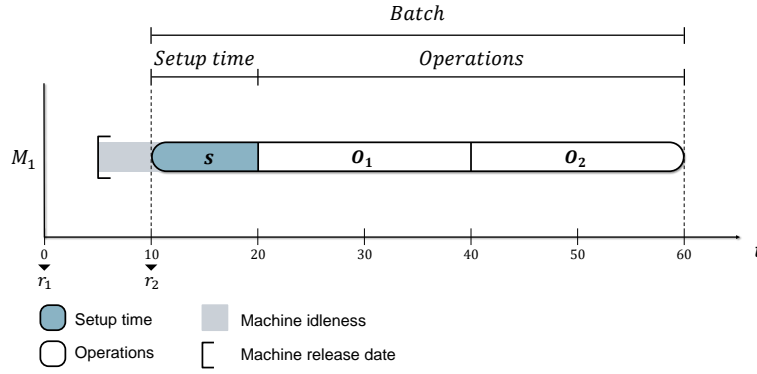 Batch
Setup time Operations
M₁ s O₁ O₂
0 10 20 30 40 50 60 t
r₁ r₂
Setup time Machine idleness
Operations Machine release date